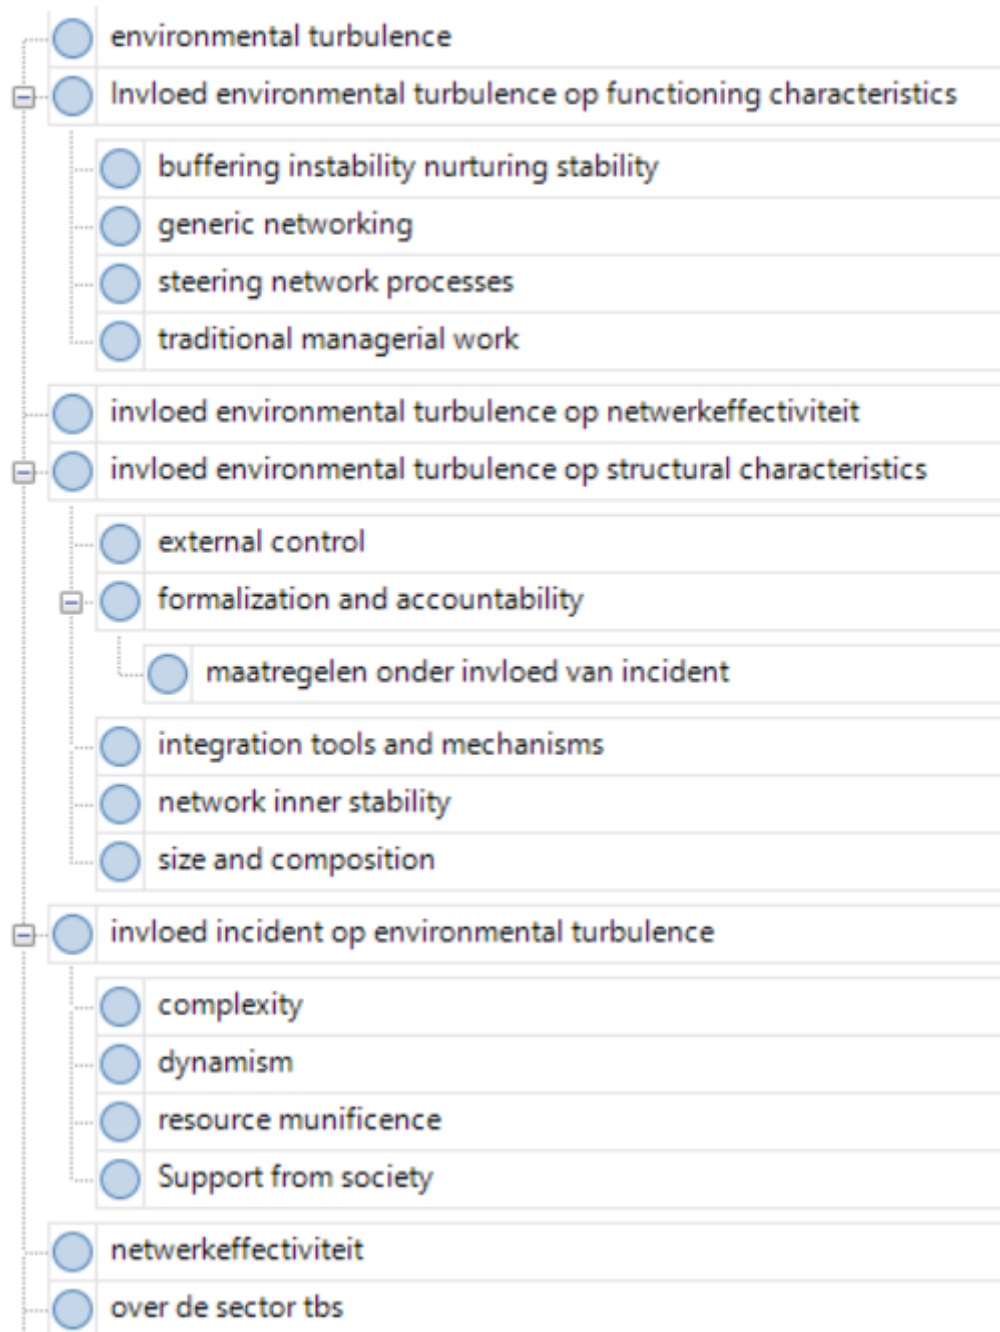 environmental turbulence
Invloed environmental turbulence op functioning characteristics
buffering instability nurturing stability
generic networking
steering network processes
traditional managerial work
invloed environmental turbulence op netwerkeffectiviteit
invloed environmental turbulence op structural characteristics
external control
formalization and accountability
maatregelen onder invloed van incident
integration tools and mechanisms
network inner stability
size and composition
invloed incident op environmental turbulence
complexity
dynamism
resource munificence
Support from society
netwerkeffectiviteit
over de sector tbs